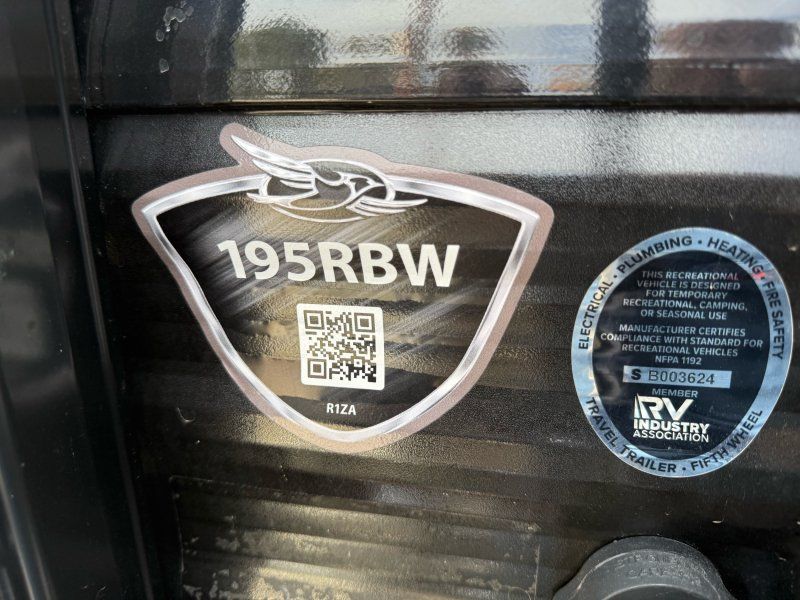 195RBW
R1ZA
ELECTRICAL • PLUMBING • HEATING • FIRE SAFETY
THIS RECREATIONAL
VEHICLE IS DESIGNED
FOR TEMPORARY
RECREATIONAL, CAMPING,
OR SEASONAL USE
MANUFACTURER CERTIFIES
COMPLIANCE WITH STANDARD FOR
RECREATIONAL VEHICLES
NFPA 1192
S B003624
MEMBER
RV
INDUSTRY
ASSOCIATION
TRAVEL TRAILER • FIFTH WHEEL